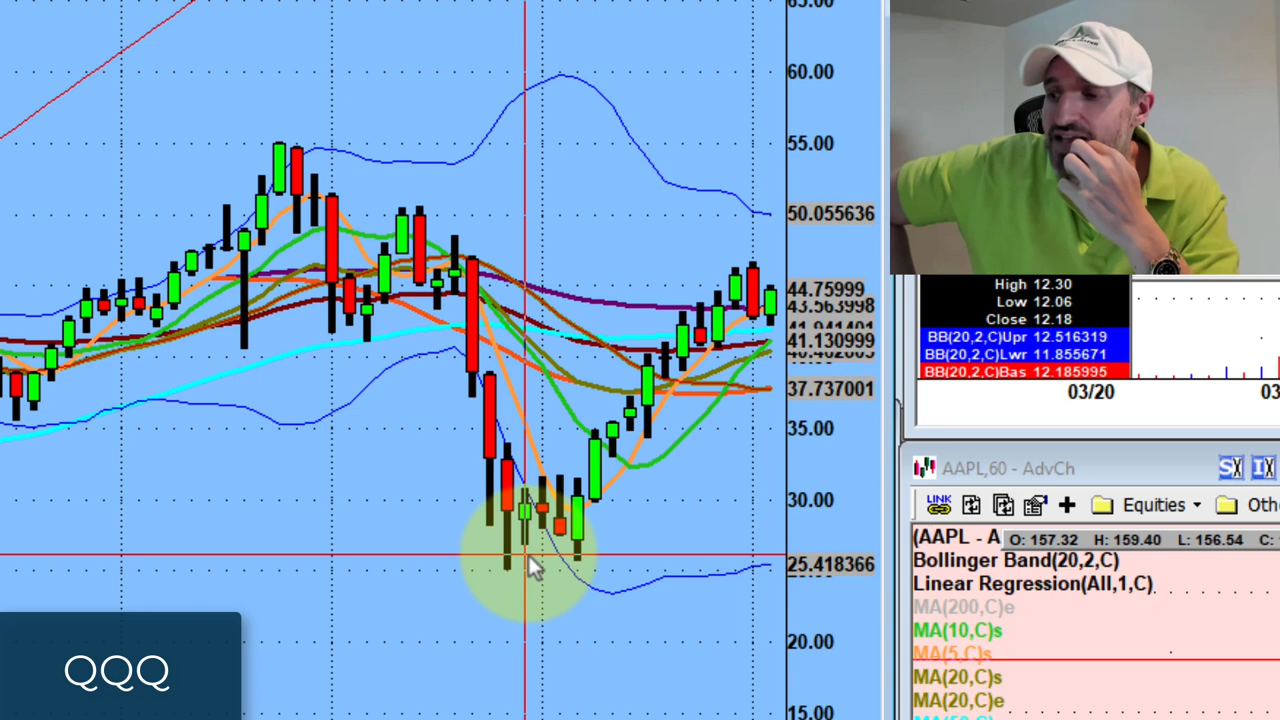 65.00
60.00
55.00
50.055636
44.75999
43.563998
41.130999
37.737001
35.00
30.00
25.418366
20.00
15.00
QQQ
High 12.30
Low 12.06
Close 12.18
BB(20,2,C)Upr 12.516319
BB(20,2,C)Lwr 11.855671
BB(20,2,C)Bas 12.185995
03/20
03
AAPL,60 - AdvCh
LINK
Equities
Oth
(AAPL - A
O: 157.32 H: 159.40 L: 156.54 C:
Bollinger Band(20,2,C)
Linear Regression(All,1,C)
MA(200,C)e
MA(10,C)s
MA(5,C)s
MA(20,C)s
MA(20,C)e